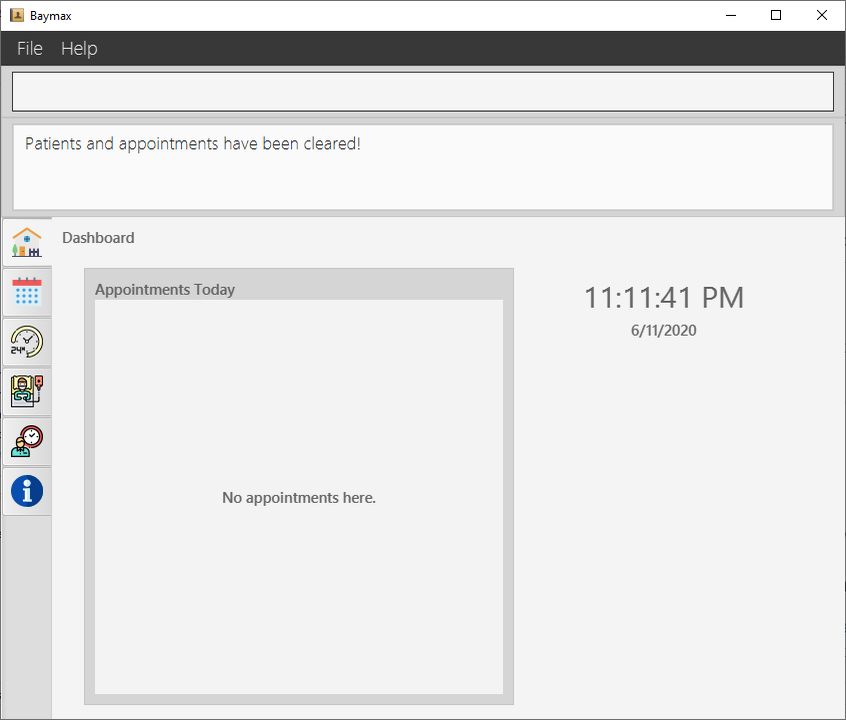 Baymax
File Help
Patients and appointments have been cleared!
Dashboard
Appointments Today
11:11:41 PM
6/11/2020
24H
No appointments here.